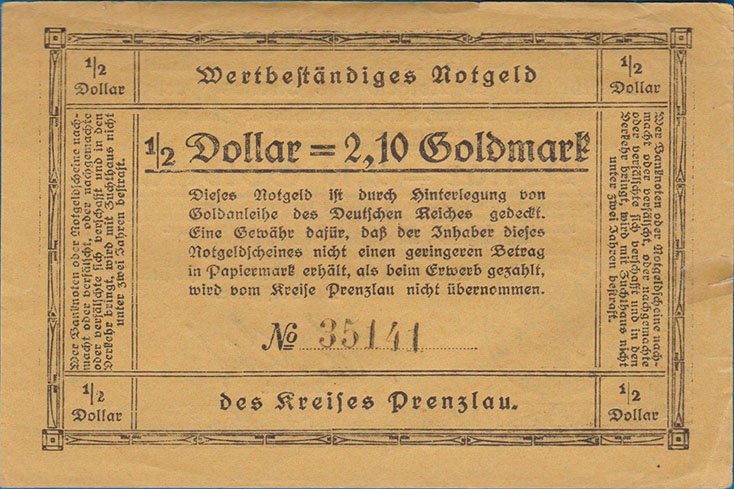 1/2
Dollar
Wertbeständiges Notgeld
1/2
Dollar
Wer Banknoten oder Notgeldscheine nach-
macht oder verfälscht, oder nachgemachte
oder verfälschte sich verschafft und in den
Verkehr bringt, wird mit Zuchthaus nicht
unter zwei Jahren bestraft.
1/2 Dollar = 2,10 Goldmark
Dieses Notgeld ist durch Hinterlegung von
Goldanleihe des Deutschen Reiches gedeckt.
Eine Gewähr dafür, daß der Inhaber dieses
Notgeldscheines nicht einen geringeren Betrag
in Papiermark erhält, als beim Erwerb gezahlt,
wird vom Kreise Prenzlau nicht übernommen.
No 35141
Wer Banknoten oder Notgeldscheine nach-
macht oder verfälscht, oder nachgemachte
oder verfälschte sich verschafft und in den
Verkehr bringt, wird mit Zuchthaus nicht
unter zwei Jahren bestraft.
1/2
Dollar
des Kreises Prenzlau.
1/2
Dollar